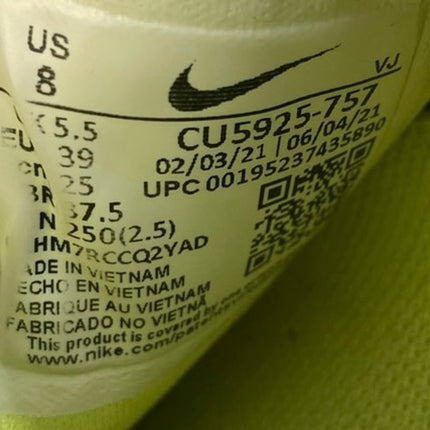 US
8
VJ
5.5
CU5925-757
EU 39
02/03/21 | 06/04/21
cm 25
UPC 00195237435890
BR 37.5
N 250(2.5)
HM7RCCQ2YAD
ADE IN VIETNAM
ECHO EN VIETNAM
ABRIQUE AU VIETNAM
FABRICADO NO VIETNÃ
This product is covered by one
www.nike.com/patents